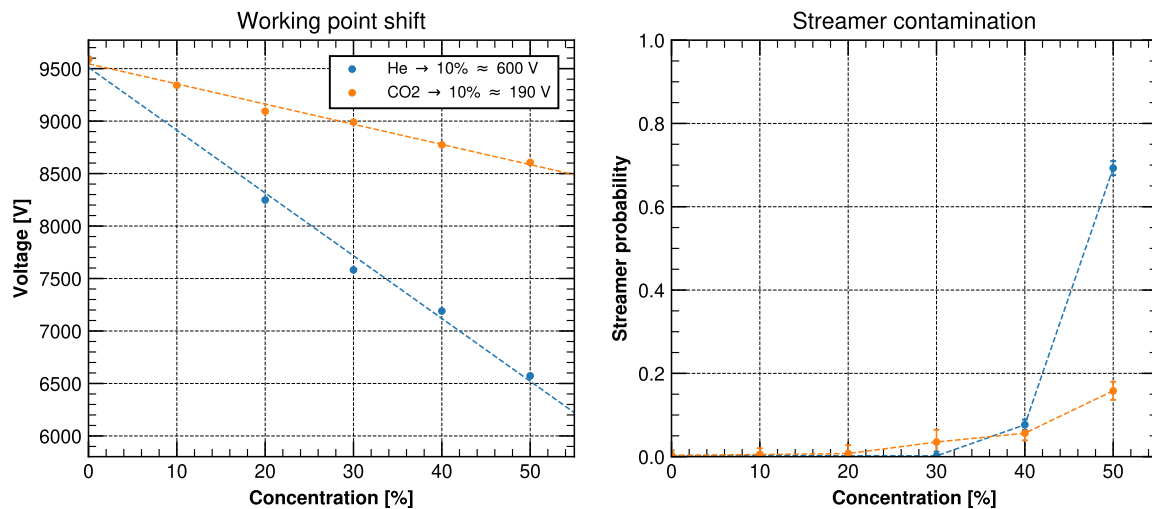 Working point shift
Voltage [V]
9500
9000
8500
8000
7500
7000
6500
6000
He → 10% ≈ 600 V
CO2 → 10% ≈ 190 V
0 10 20 30 40 50
Concentration [%]
Streamer contamination
Streamer probability
1.0
0.8
0.6
0.4
0.2
0.0
0 10 20 30 40 50
Concentration [%]